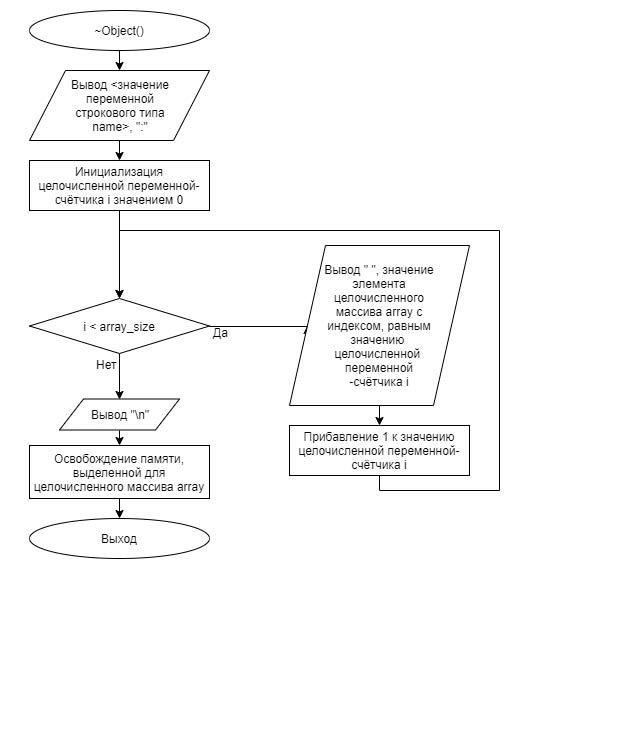 ~Object()
Вывод <значение
переменной
строкового типа
name>, ":"
Инициализация
целочисленной переменной-
счётчика i значением 0
i < array_size
Да
Нет
Вывод " ", значение
элемента
целочисленного
массива array с
индексом, равным
значению
целочисленной
переменной
-счётчика i
Прибавление 1 к значению
целочисленной переменной-
счётчика i
Вывод "\n"
Освобождение памяти,
выделенной для
целочисленного массива array
Выход